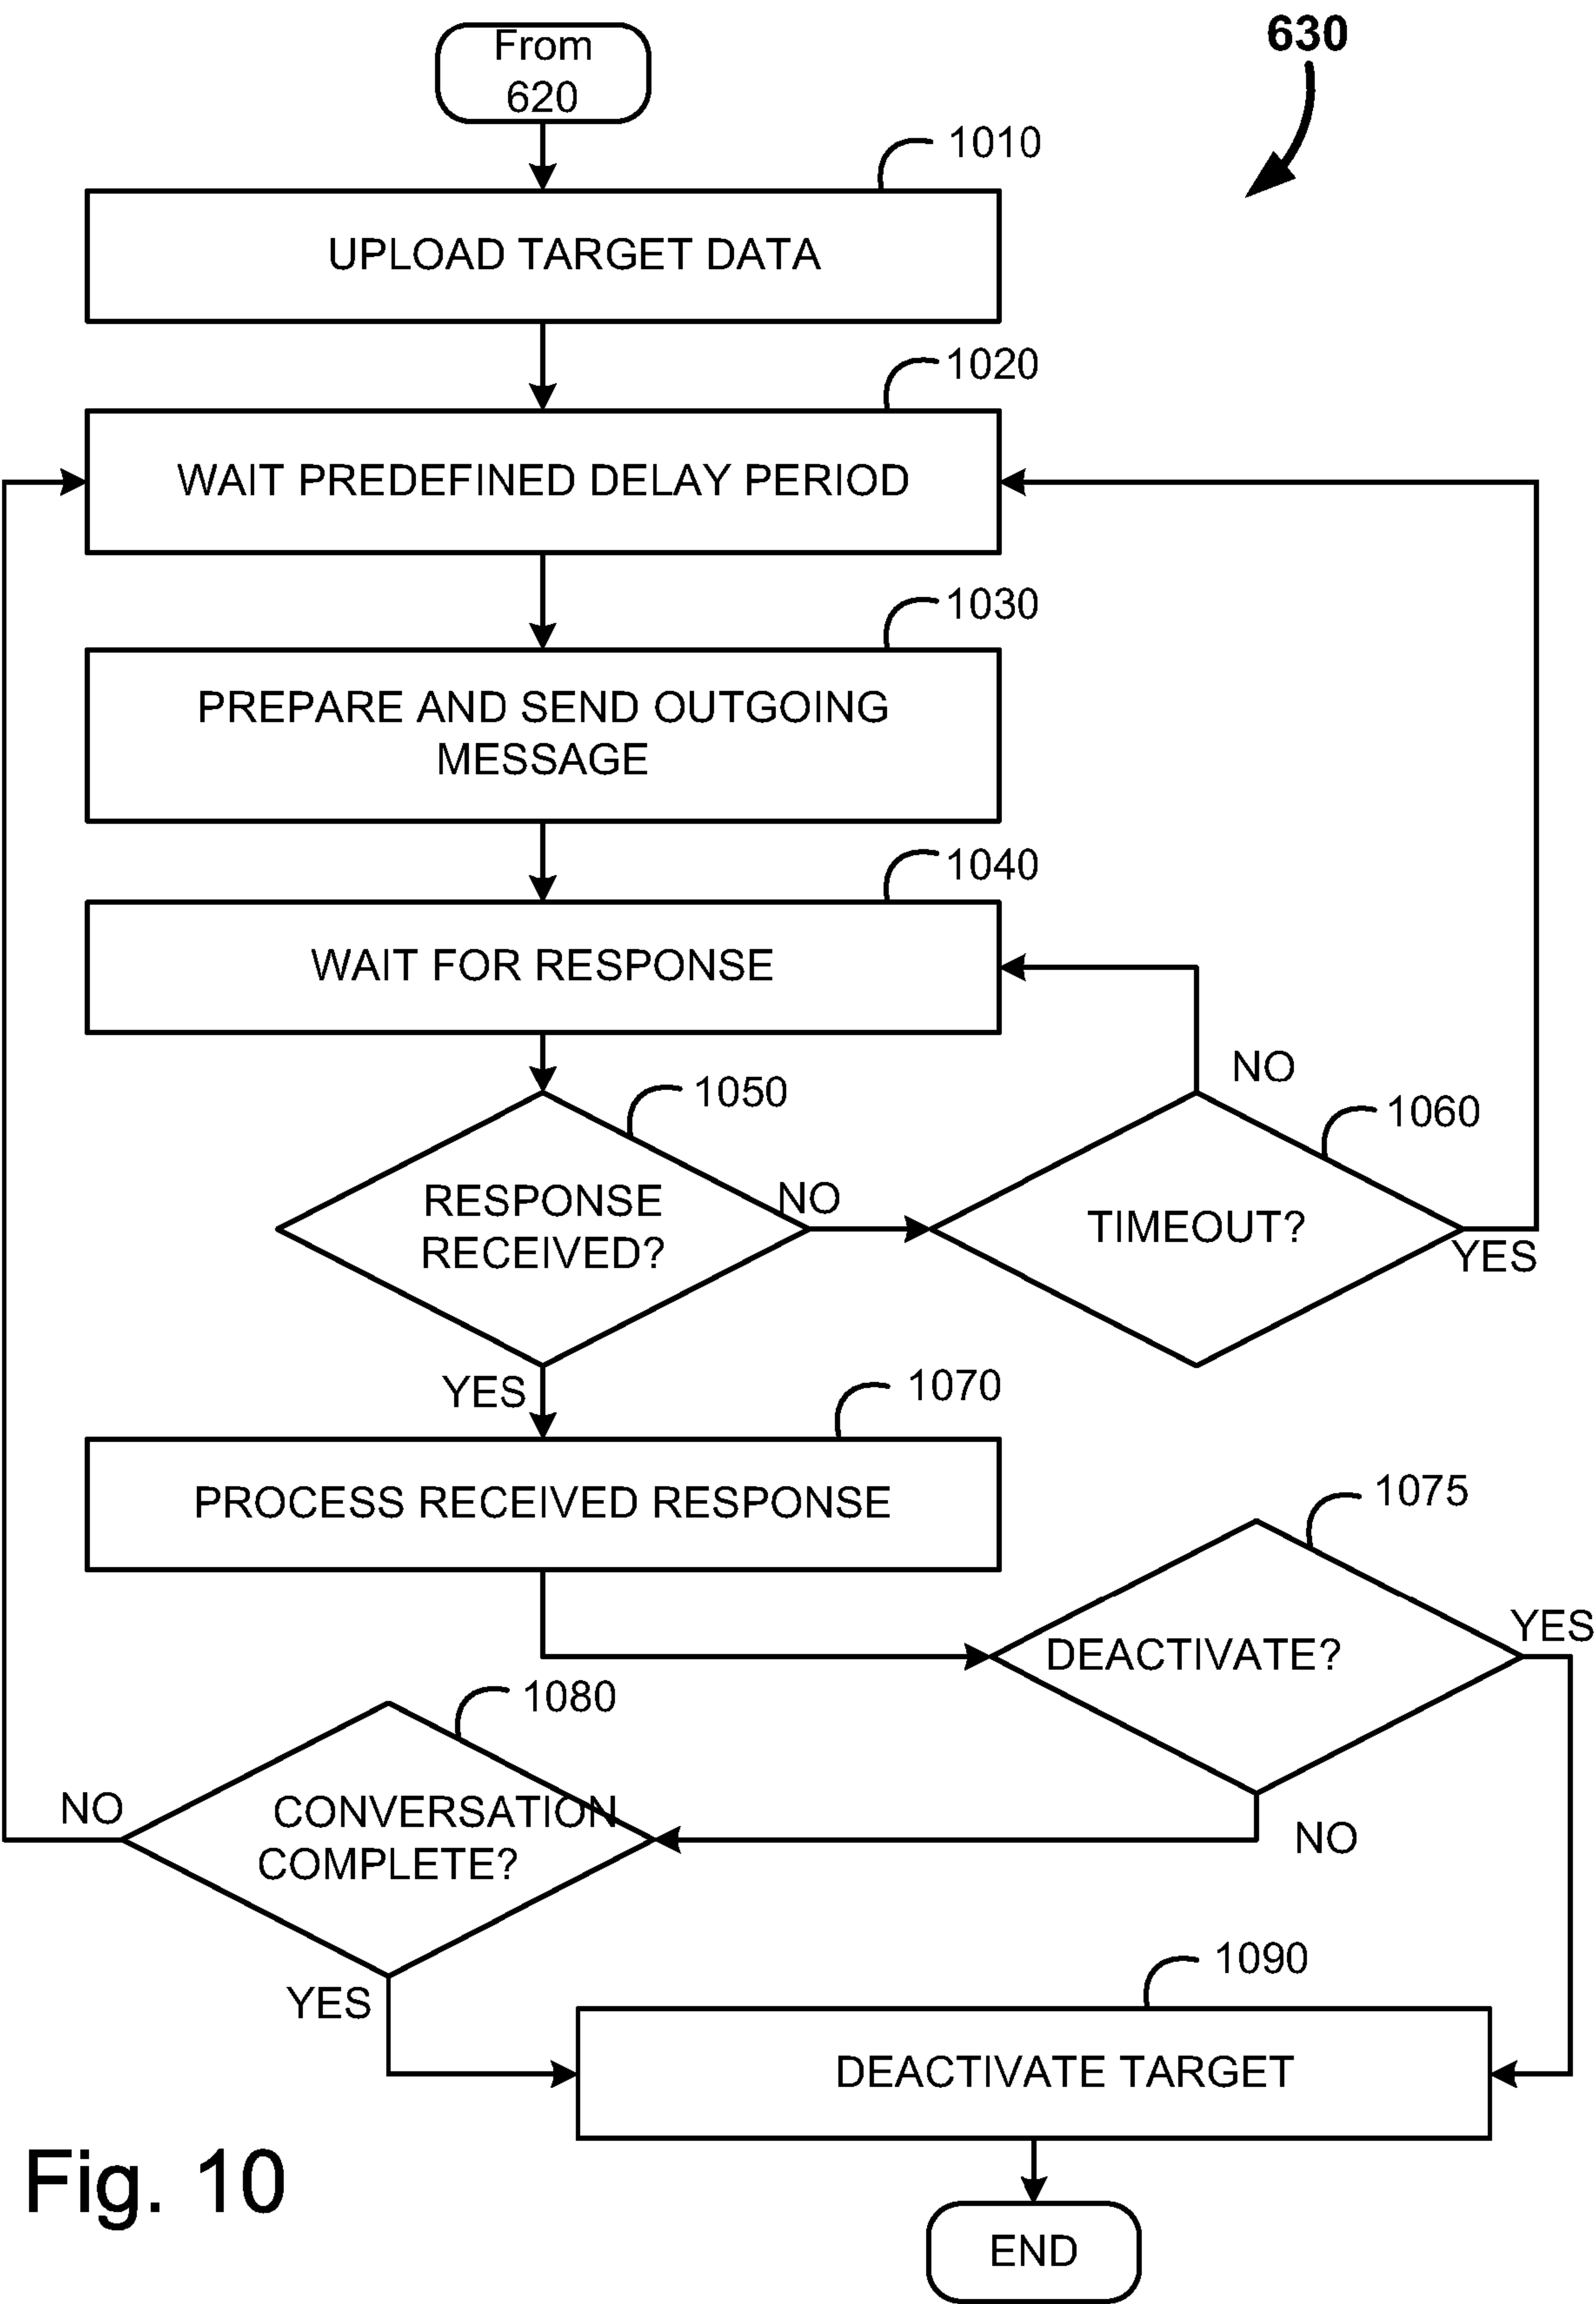 From
620
630
1010
UPLOAD TARGET DATA
1020
WAIT PREDEFINED DELAY PERIOD
1030
PREPARE AND SEND OUTGOING
MESSAGE
1040
WAIT FOR RESPONSE
NO
1050
1060
RESPONSE
RECEIVED?
NO
TIMEOUT?
YES
YES
1070
PROCESS RECEIVED RESPONSE
1075
DEACTIVATE?
YES
1080
NO
CONVERSATION
COMPLETE?
NO
YES
1090
DEACTIVATE TARGET
Fig. 10
END